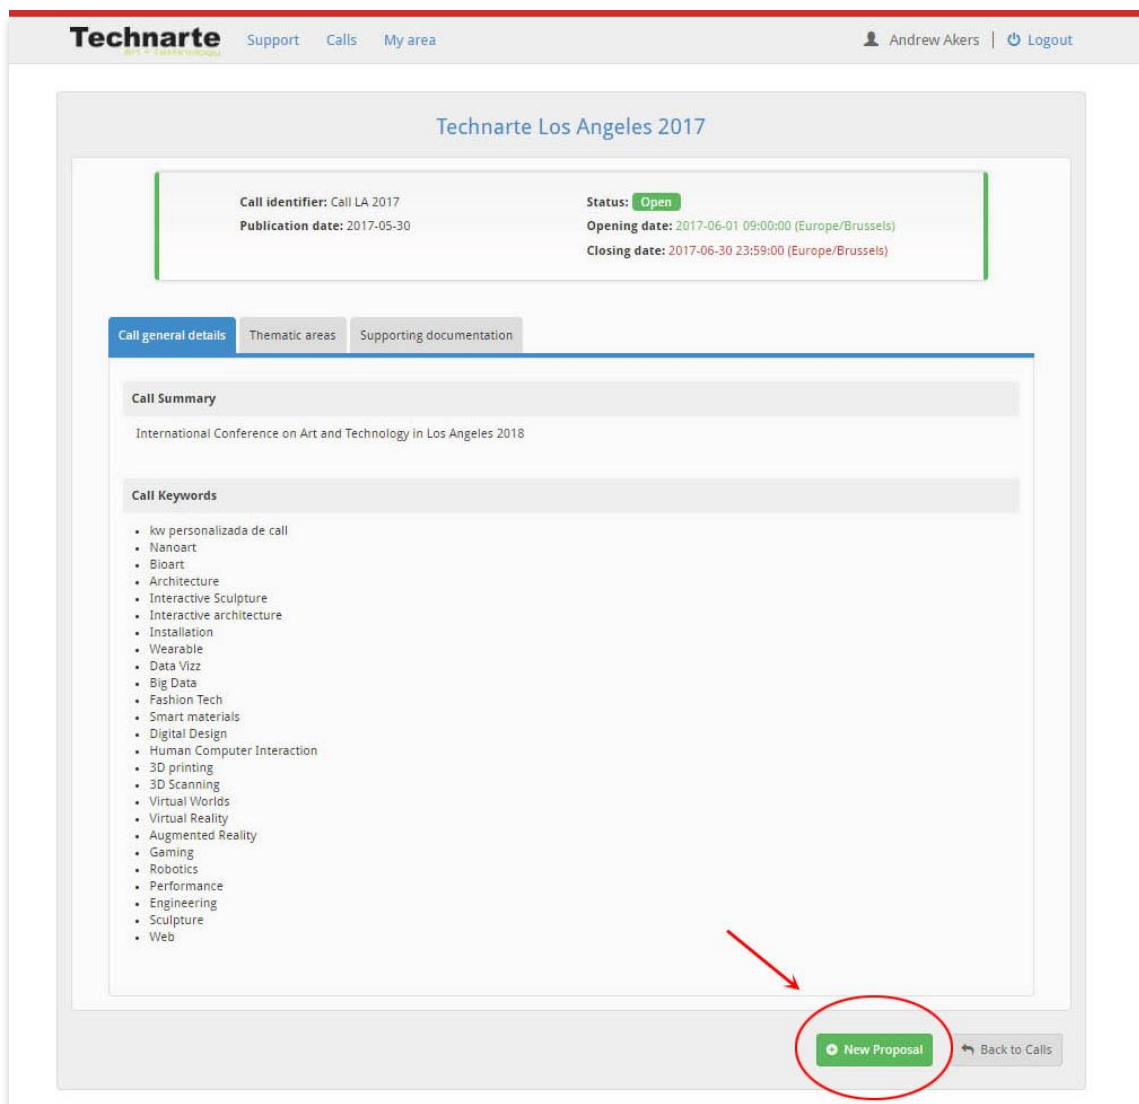 Technarte Support Calls My area Andrew Akers | Logout
Art + Technology
Technarte Los Angeles 2017
Call identifier: Call LA 2017
Publication date: 2017-05-30
Status: Open
Opening date: 2017-06-01 09:00:00 (Europe/Brussels)
Closing date: 2017-06-30 23:59:00 (Europe/Brussels)
Call general details Thematic areas Supporting documentation
Call Summary
International Conference on Art and Technology in Los Angeles 2018
Call Keywords
• kw personalizada de call
• Nanoart
• Bioart
• Architecture
• Interactive Sculpture
• Interactive architecture
• Installation
• Wearable
• Data Vizz
• Big Data
• Fashion Tech
• Smart materials
• Digital Design
• Human Computer Interaction
• 3D printing
• 3D Scanning
• Virtual Worlds
• Virtual Reality
• Augmented Reality
• Gaming
• Robotics
• Performance
• Engineering
• Sculpture
• Web
New Proposal Back to Calls